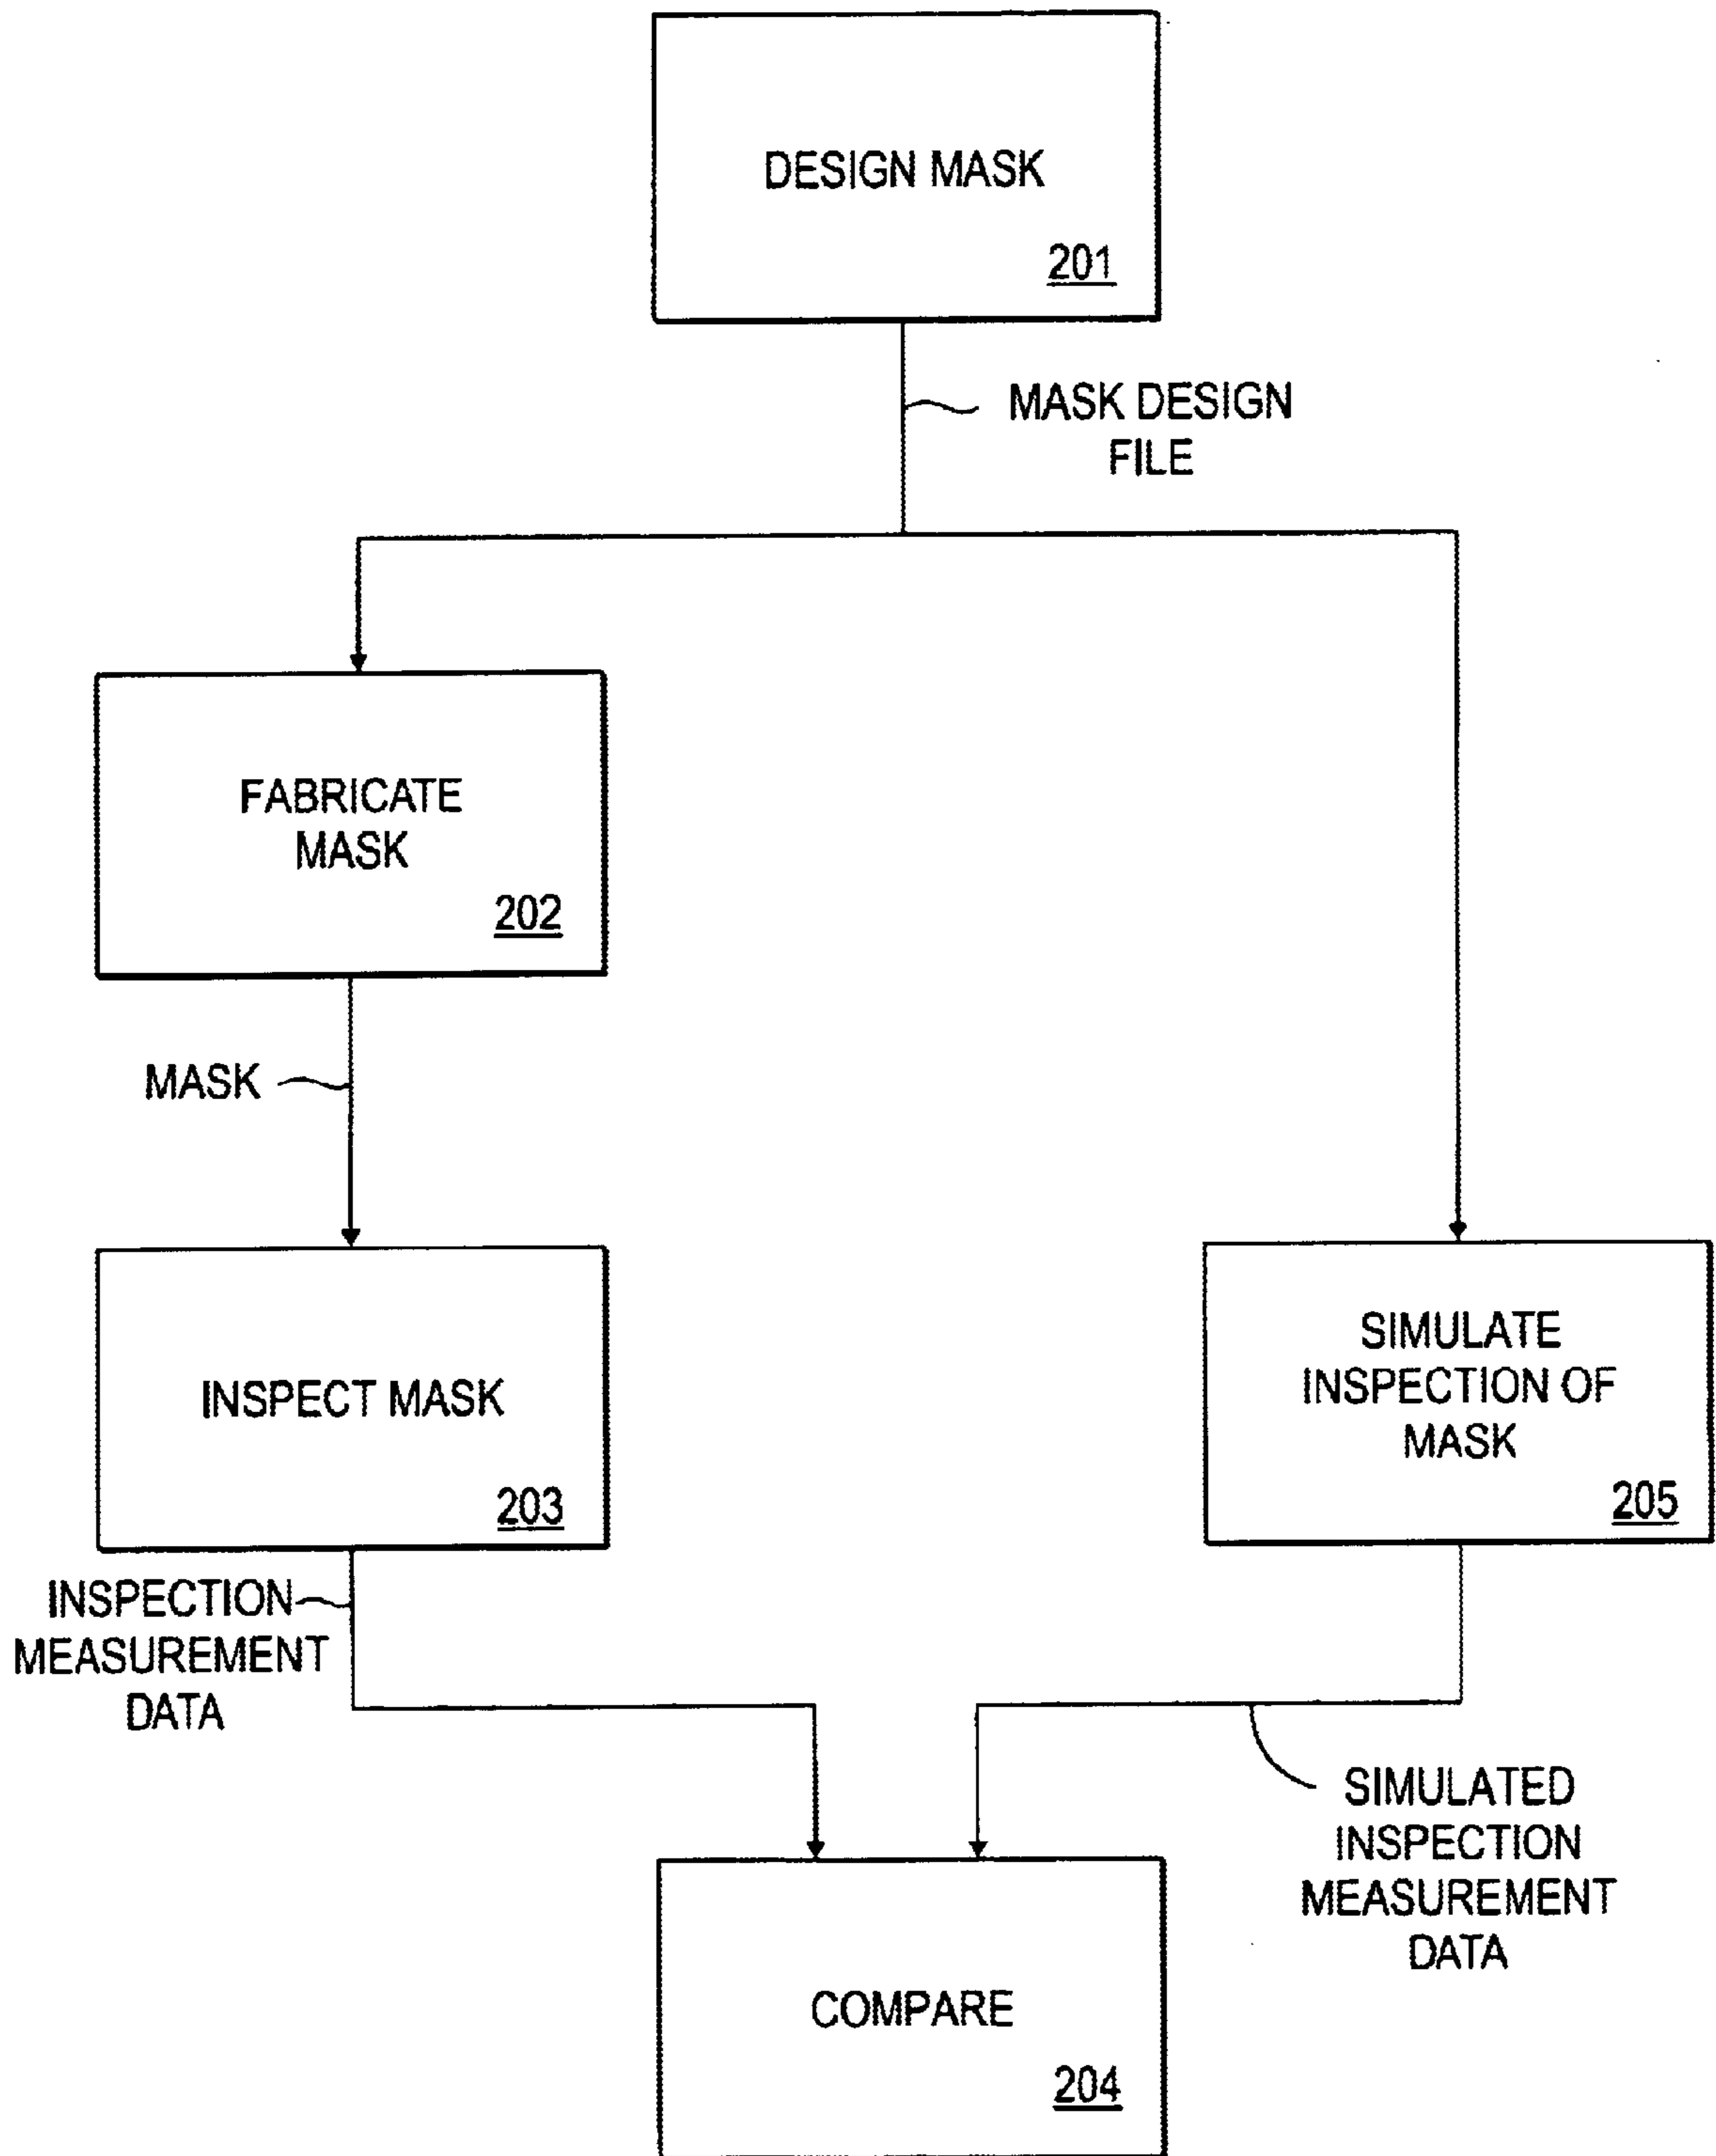 DESIGN MASK
201
MASK DESIGN
FILE
FABRICATE
MASK
202
MASK
INSPECT MASK
203
SIMULATE
INSPECTION OF
MASK
205
INSPECTION
MEASUREMENT
DATA
SIMULATED
INSPECTION
MEASUREMENT
DATA
COMPARE
204